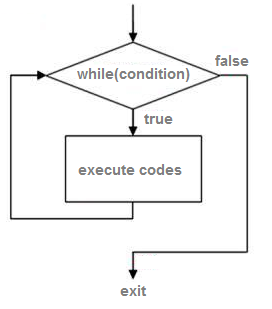 while(condition)
false
true
execute codes
exit